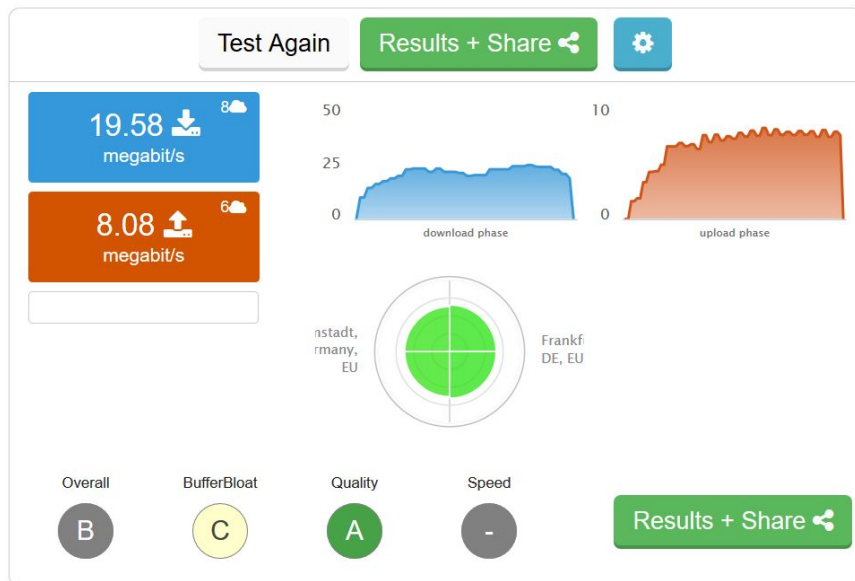 Test Again
Results + Share
8
19.58
megabit/s
6
8.08
megabit/s
50
25
0
download phase
10
0
upload phase
nstadt,
rmany,
EU
Frankf
DE, EU
Overall
BufferBloat
Quality
Speed
B
C
A
-
Results + Share